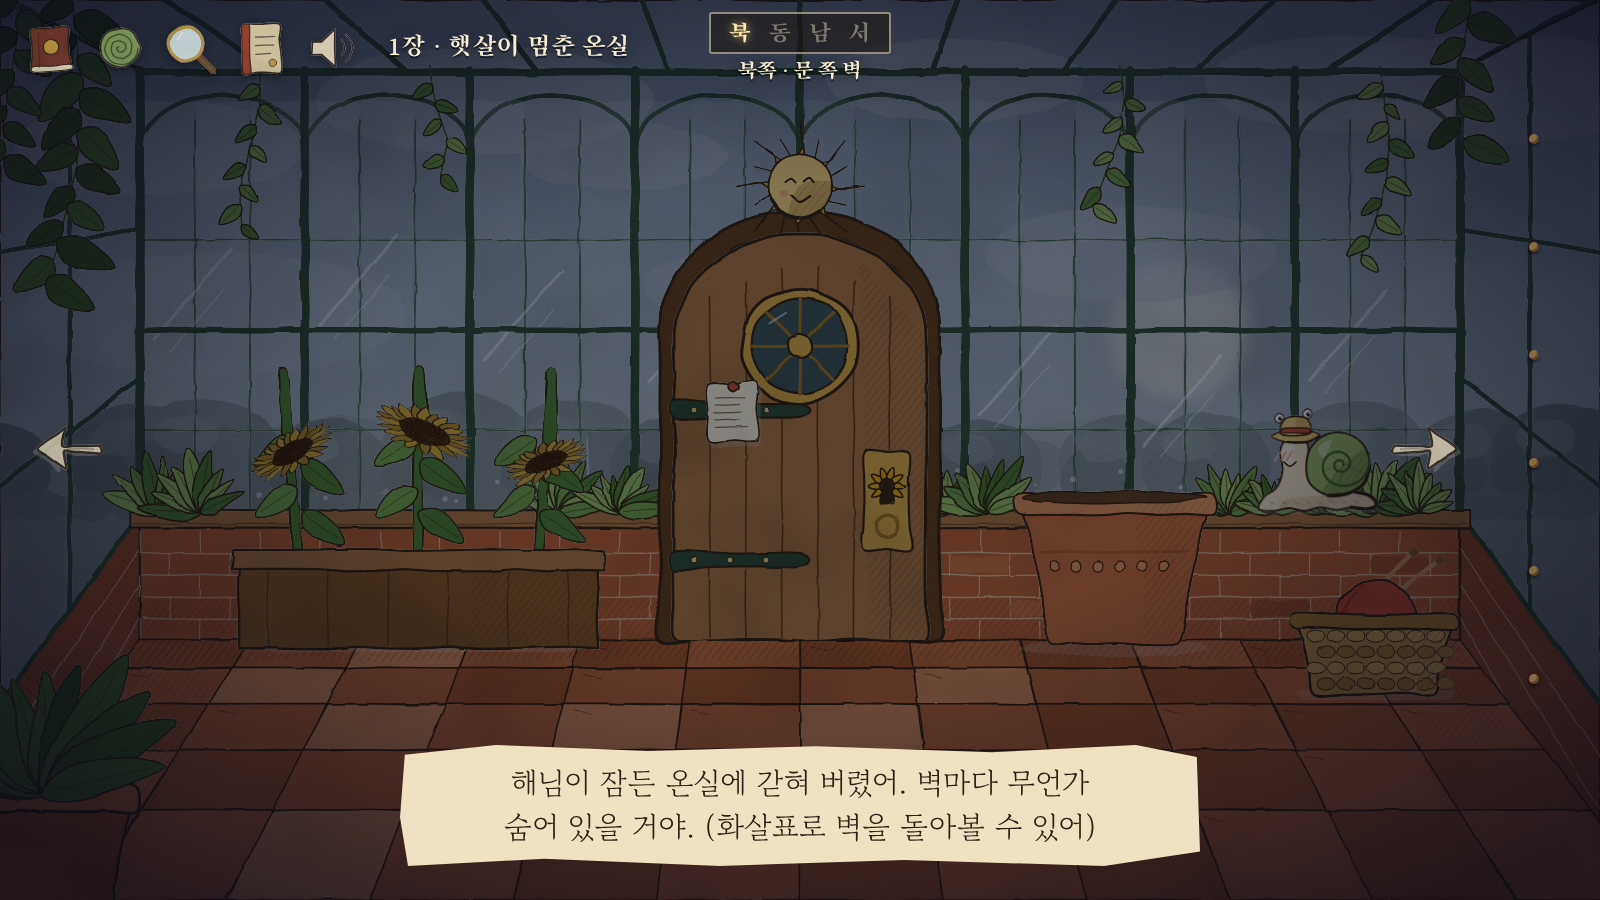 1장 · 햇살이 멈춘 온실
북 동 남 서
북쪽 · 문 쪽 벽
해님이 잠든 온실에 갇혀 버렸어. 벽마다 무언가
숨어 있을 거야. (화살표로 벽을 돌아볼 수 있어)